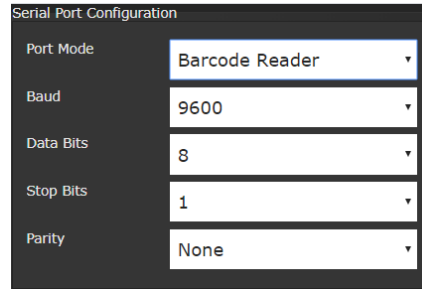 Serial Port Configuration
Port Mode
Barcode Reader
Baud
9600
Data Bits
8
Stop Bits
1
Parity
None